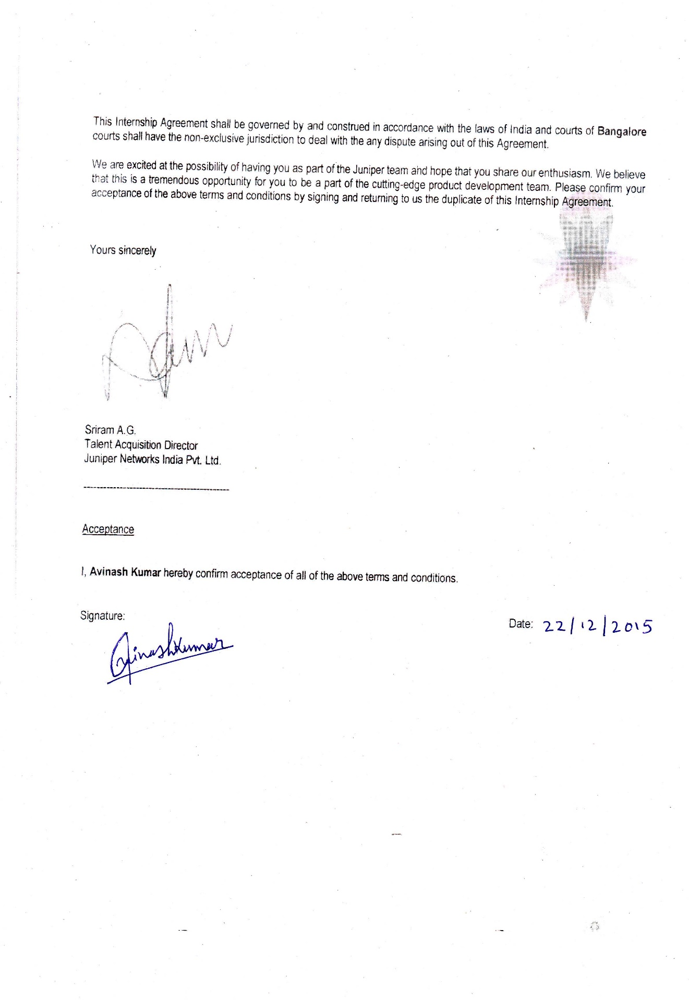 This Internship Agreement shall be governed by and construed in accordance with the laws of India and courts of Bangalore
courts shall have the non-exclusive jurisdiction to deal with the any dispute arising out of this Agreement.
We are excited at the possibility of having you as part of the Juniper team and hope that you share our enthusiasm. We believe
that this is a tremendous opportunity for you to be a part of the cutting-edge product development team. Please confirm your
acceptance of the above terms and conditions by signing and returning to us the duplicate of this Internship Agreement.
Yours sincerely
Sriram A.G.
Talent Acquisition Director
Juniper Networks India Pvt. Ltd.
Acceptance
I, Avinash Kumar hereby confirm acceptance of all of the above terms and conditions.
Signature:
Date: 22/12/2015
Avinash Kumar